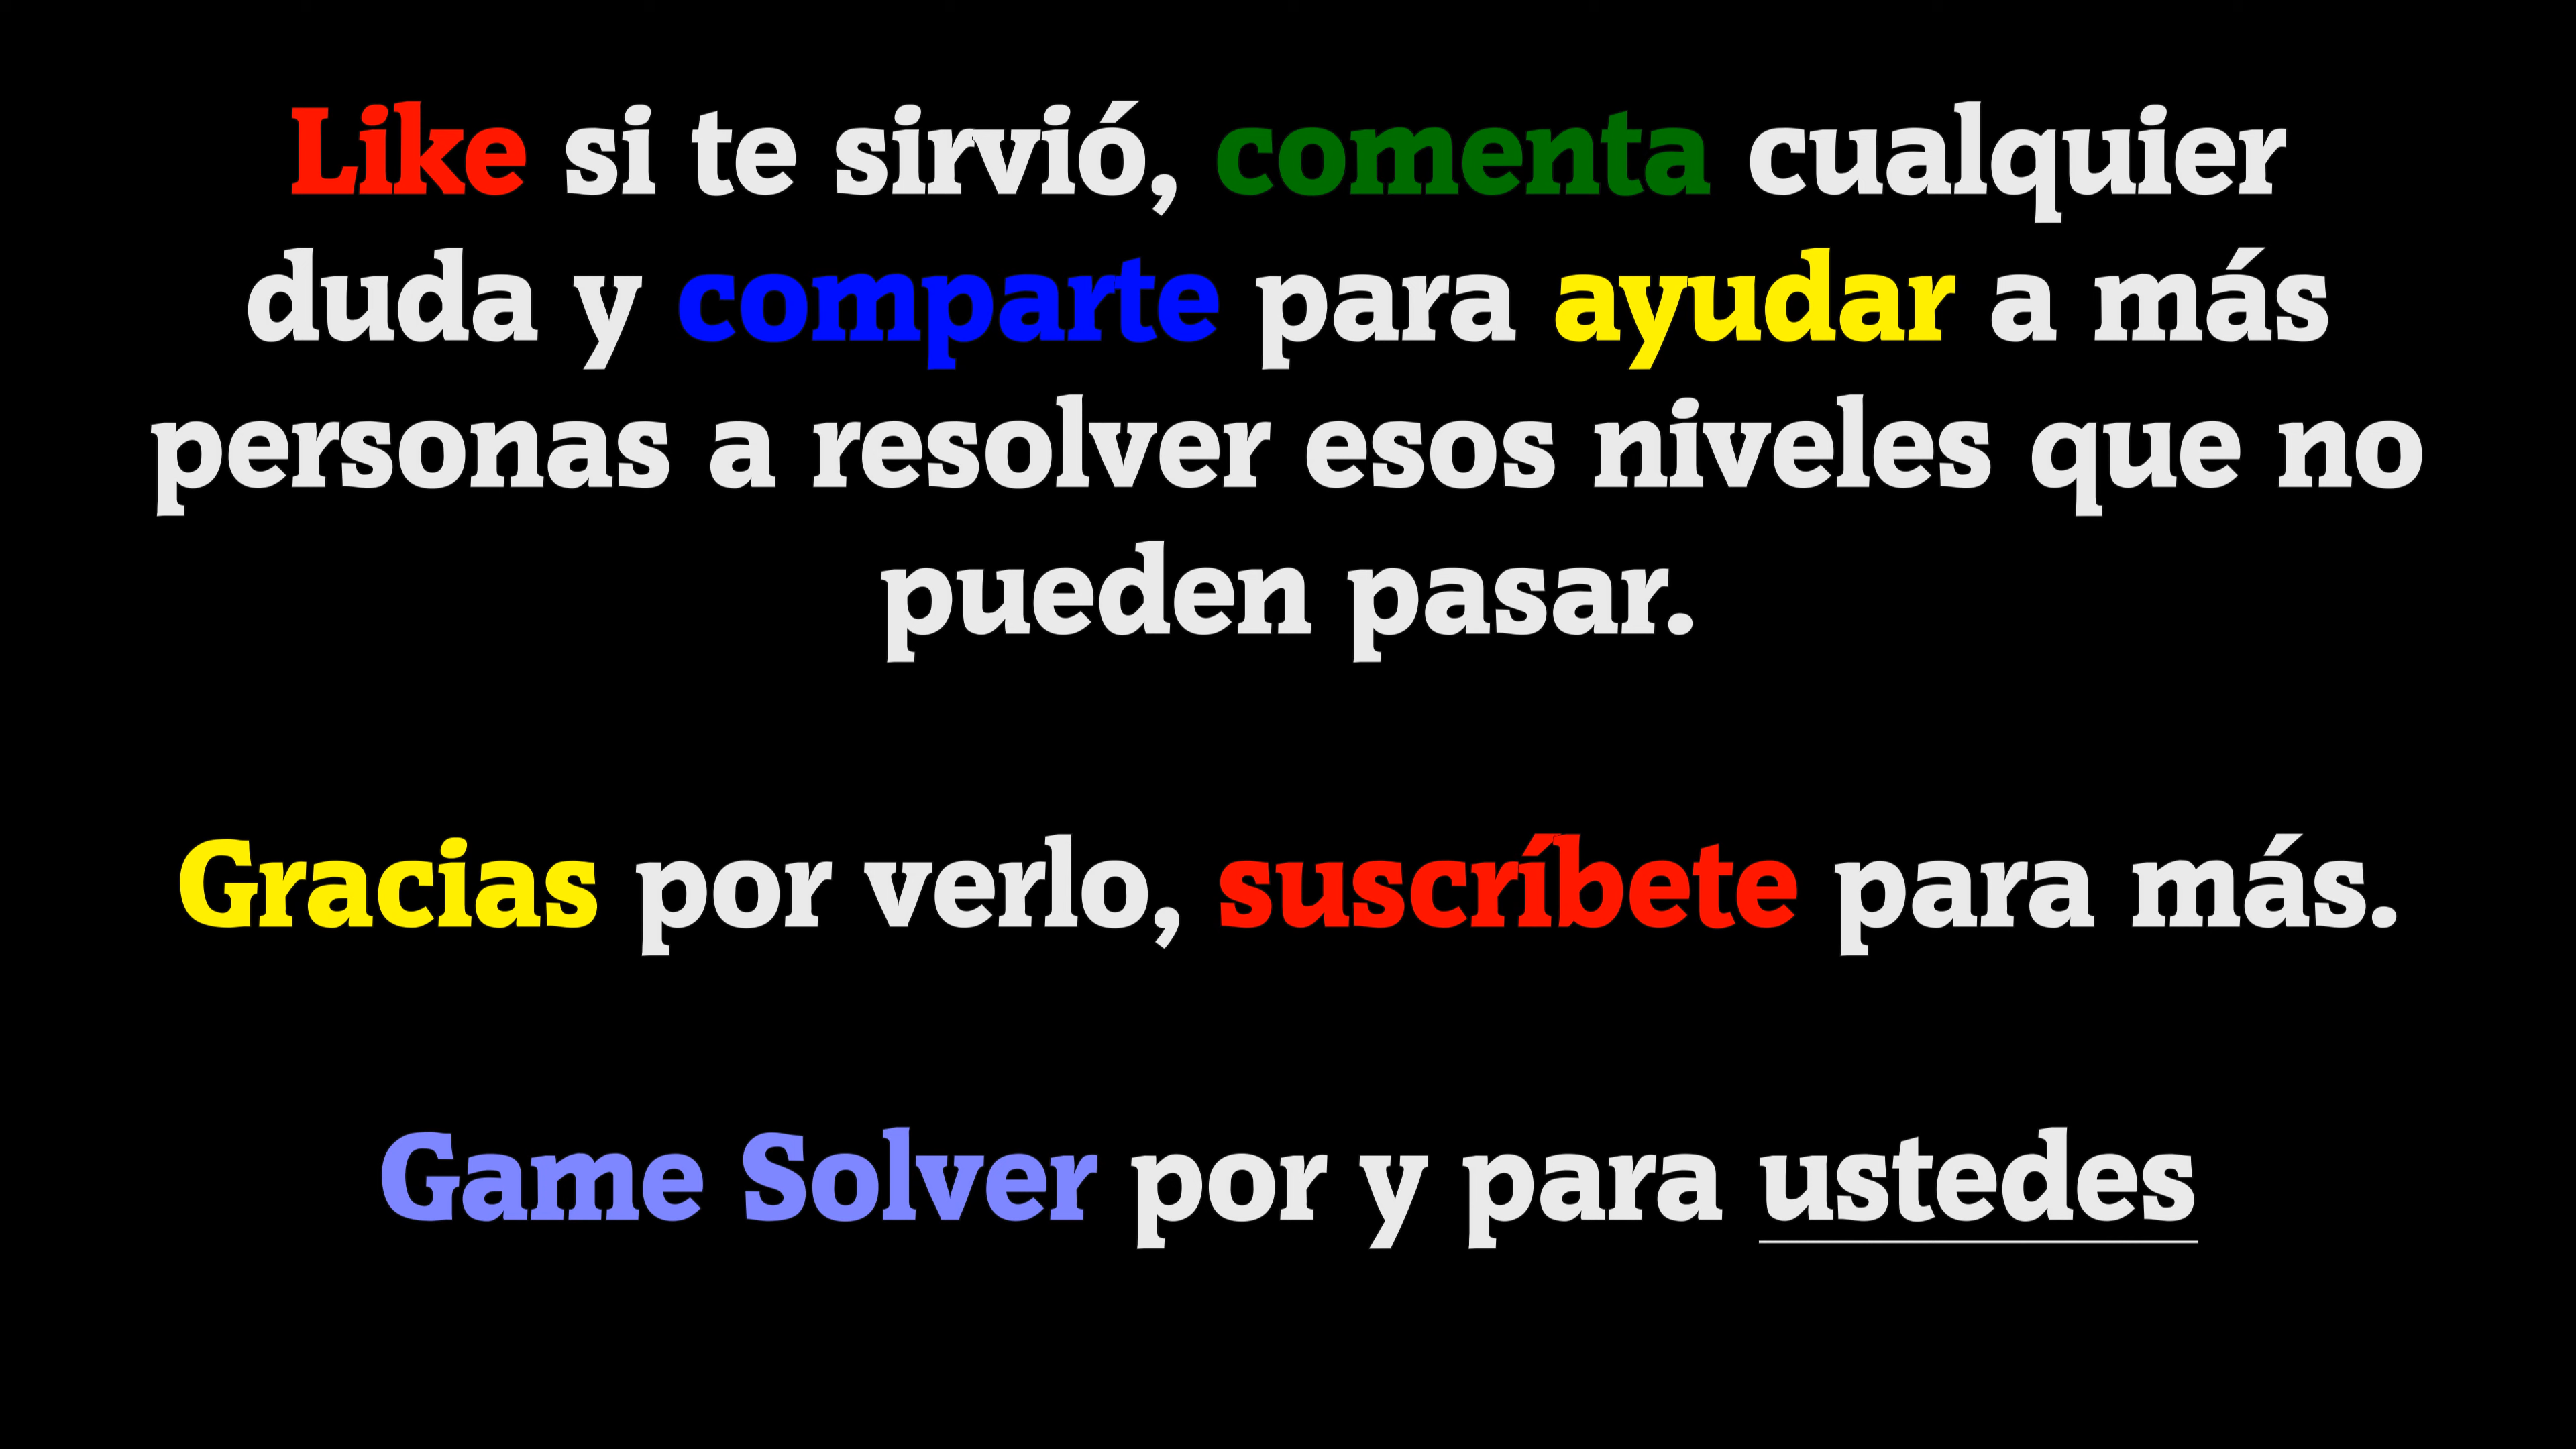 Like si te sirvió, comenta cualquier
duda y comparte para ayudar a más
personas a resolver esos niveles que no
pueden pasar.
Gracias por verlo, suscríbete para más.
Game Solver por y para ustedes